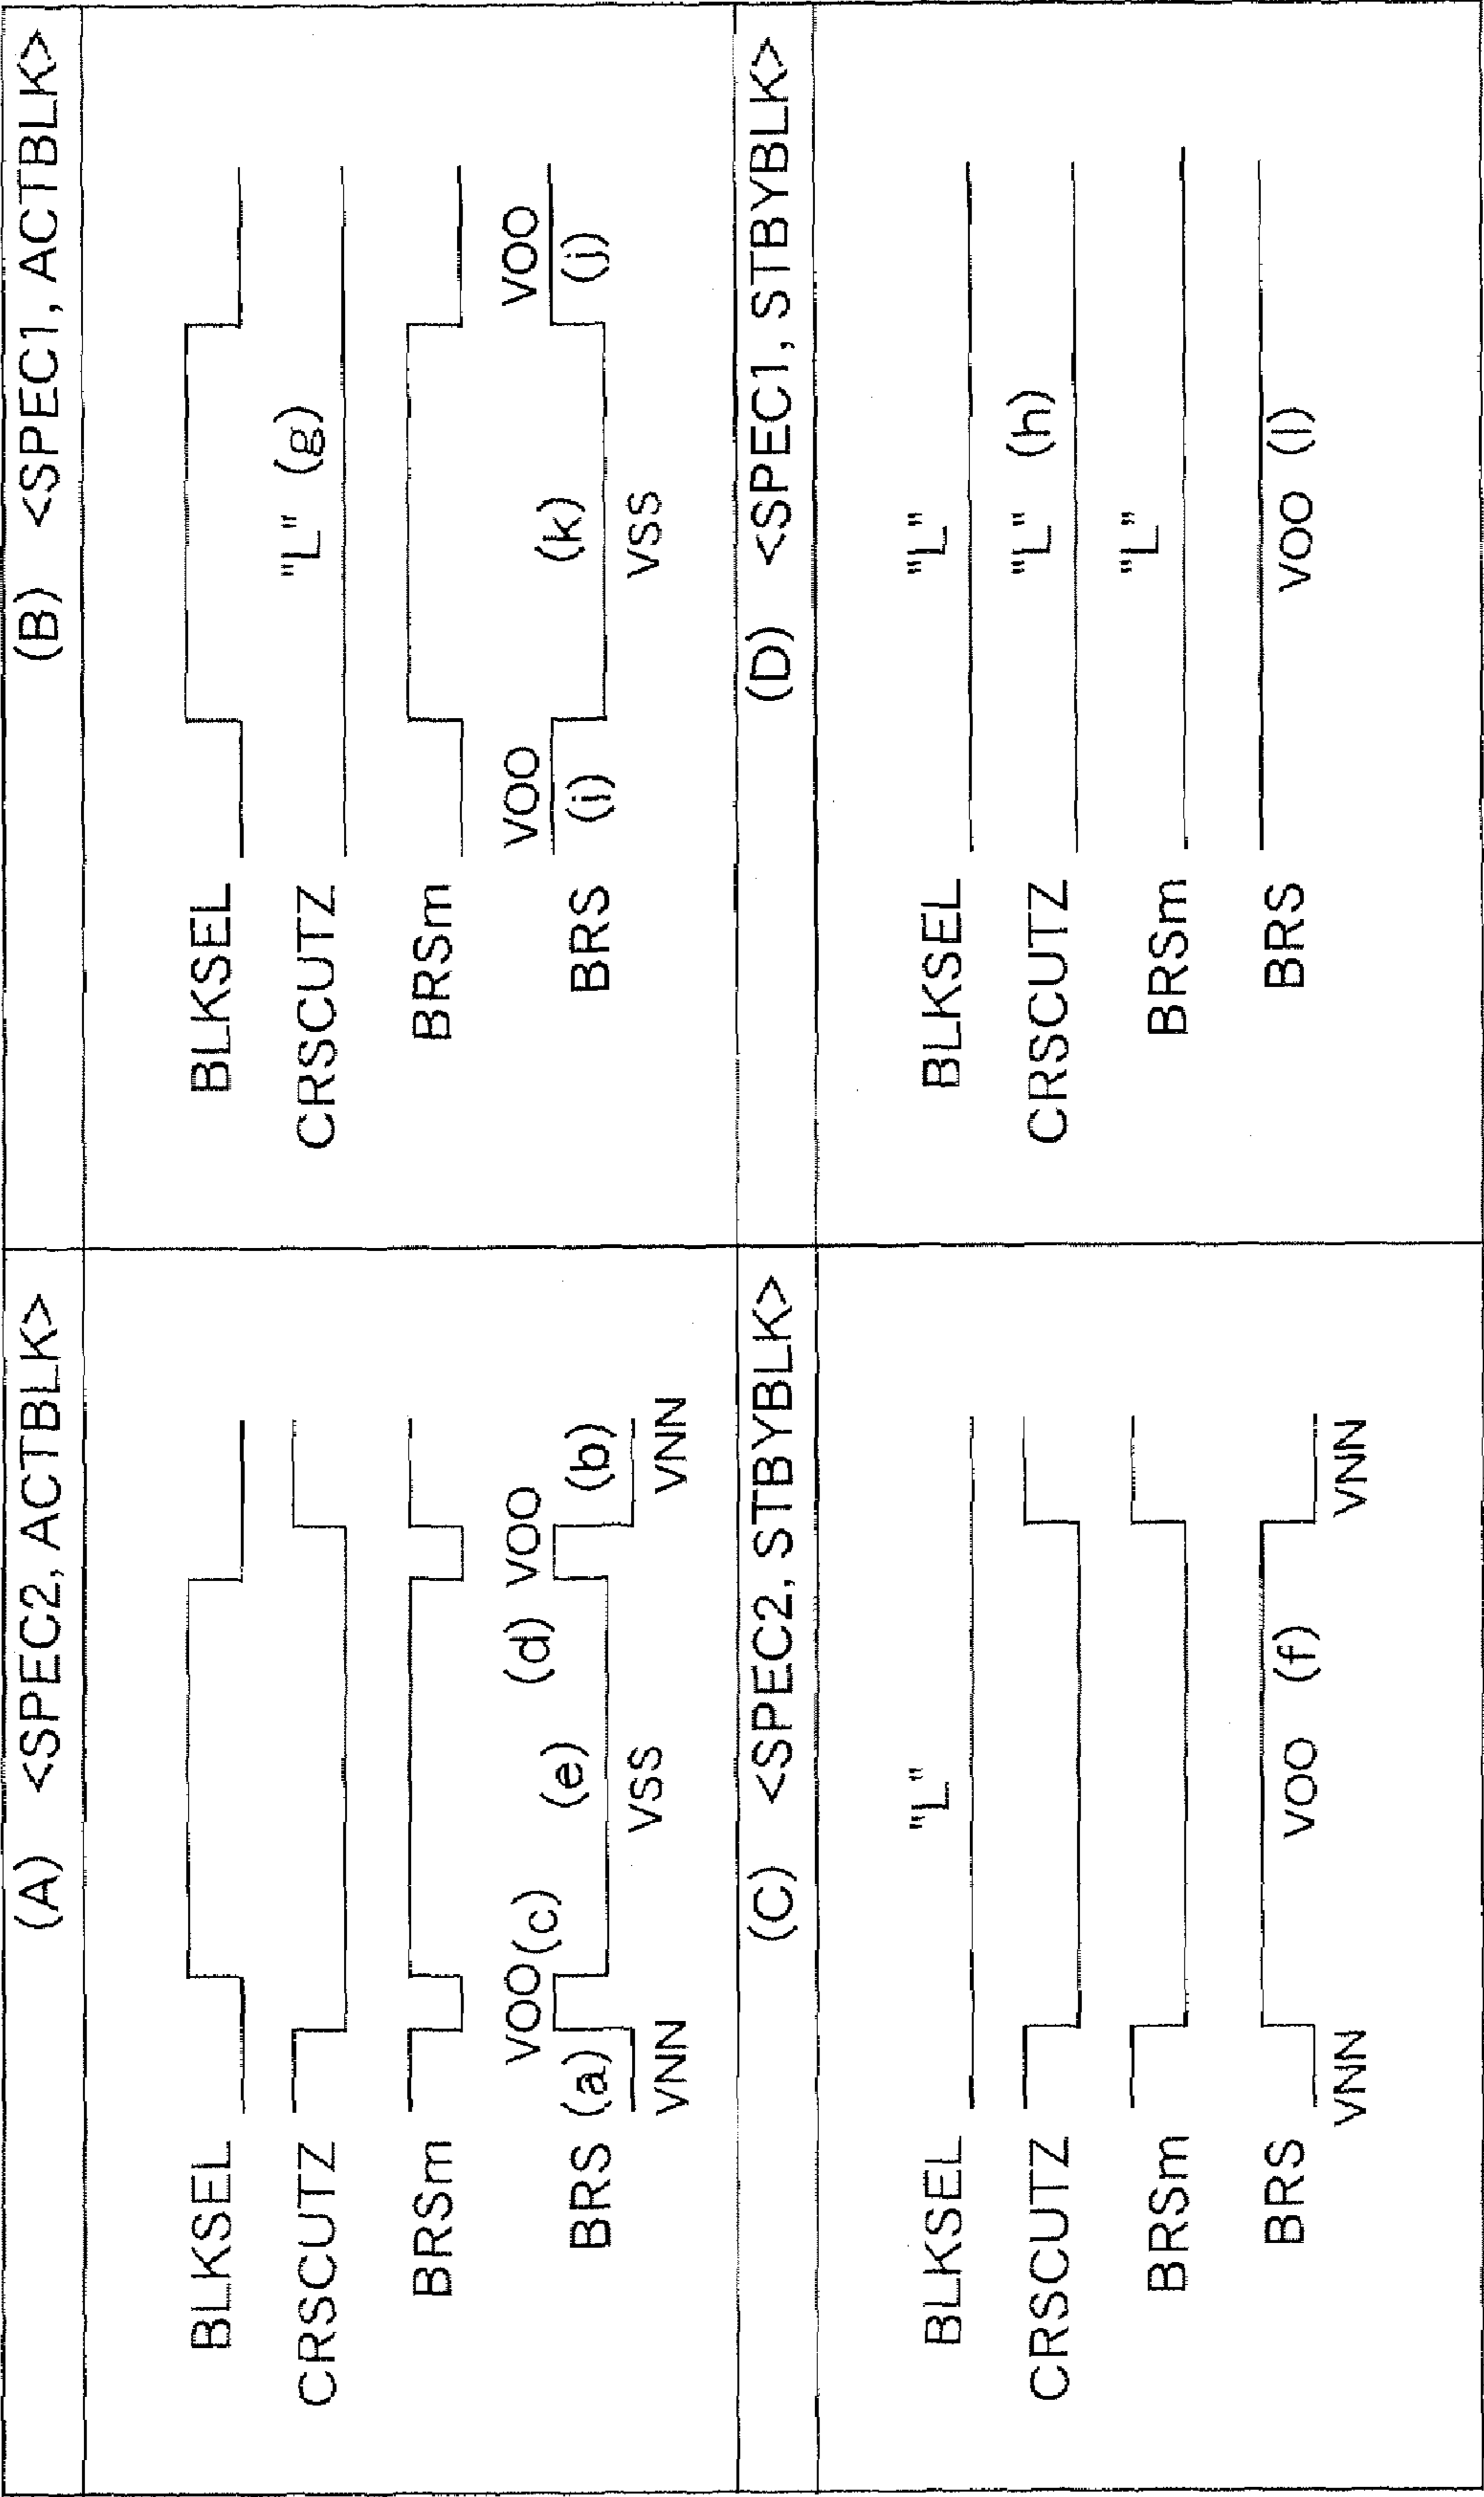 (A) <SPEC2, ACTBLK>
BLKSEL
CRSCUTZ
BRSm
VOO (c)
(d) VOO
BRS (a)
(e)
(b)
VNN
VSS
VNN
(B) <SPEC1, ACTBLK>
BLKSEL
CRSCUTZ
"L" (g)
BRSm
VOO
VOO
BRS
(i)
(k)
(j)
VSS
(C) <SPEC2, STBYBLK>
BLKSEL
"L"
CRSCUTZ
BRSm
BRS
VOO (f)
VNN
VNN
(D) <SPEC1, STBYBLK>
BLKSEL
"L"
CRSCUTZ
"L" (h)
BRSm
"L"
BRS
VOO (l)